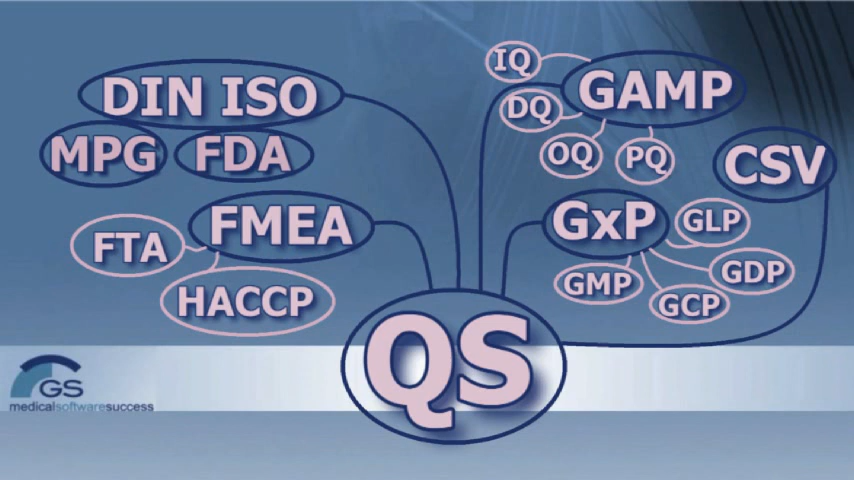 DIN ISO
MPG
FDA
FMEA
FTA
HACCP
IQ
GAMP
DQ
OQ
PQ
CSV
GxP
GLP
GDP
GMP
GCP
QS
GS
medicalsoftwaresuccess